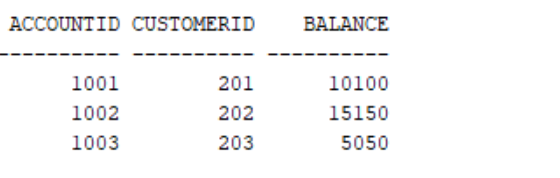 ACCOUNTID CUSTOMERID    BALANCE
---------- ---------- ----------
      1001        201      10100
      1002        202      15150
      1003        203       5050